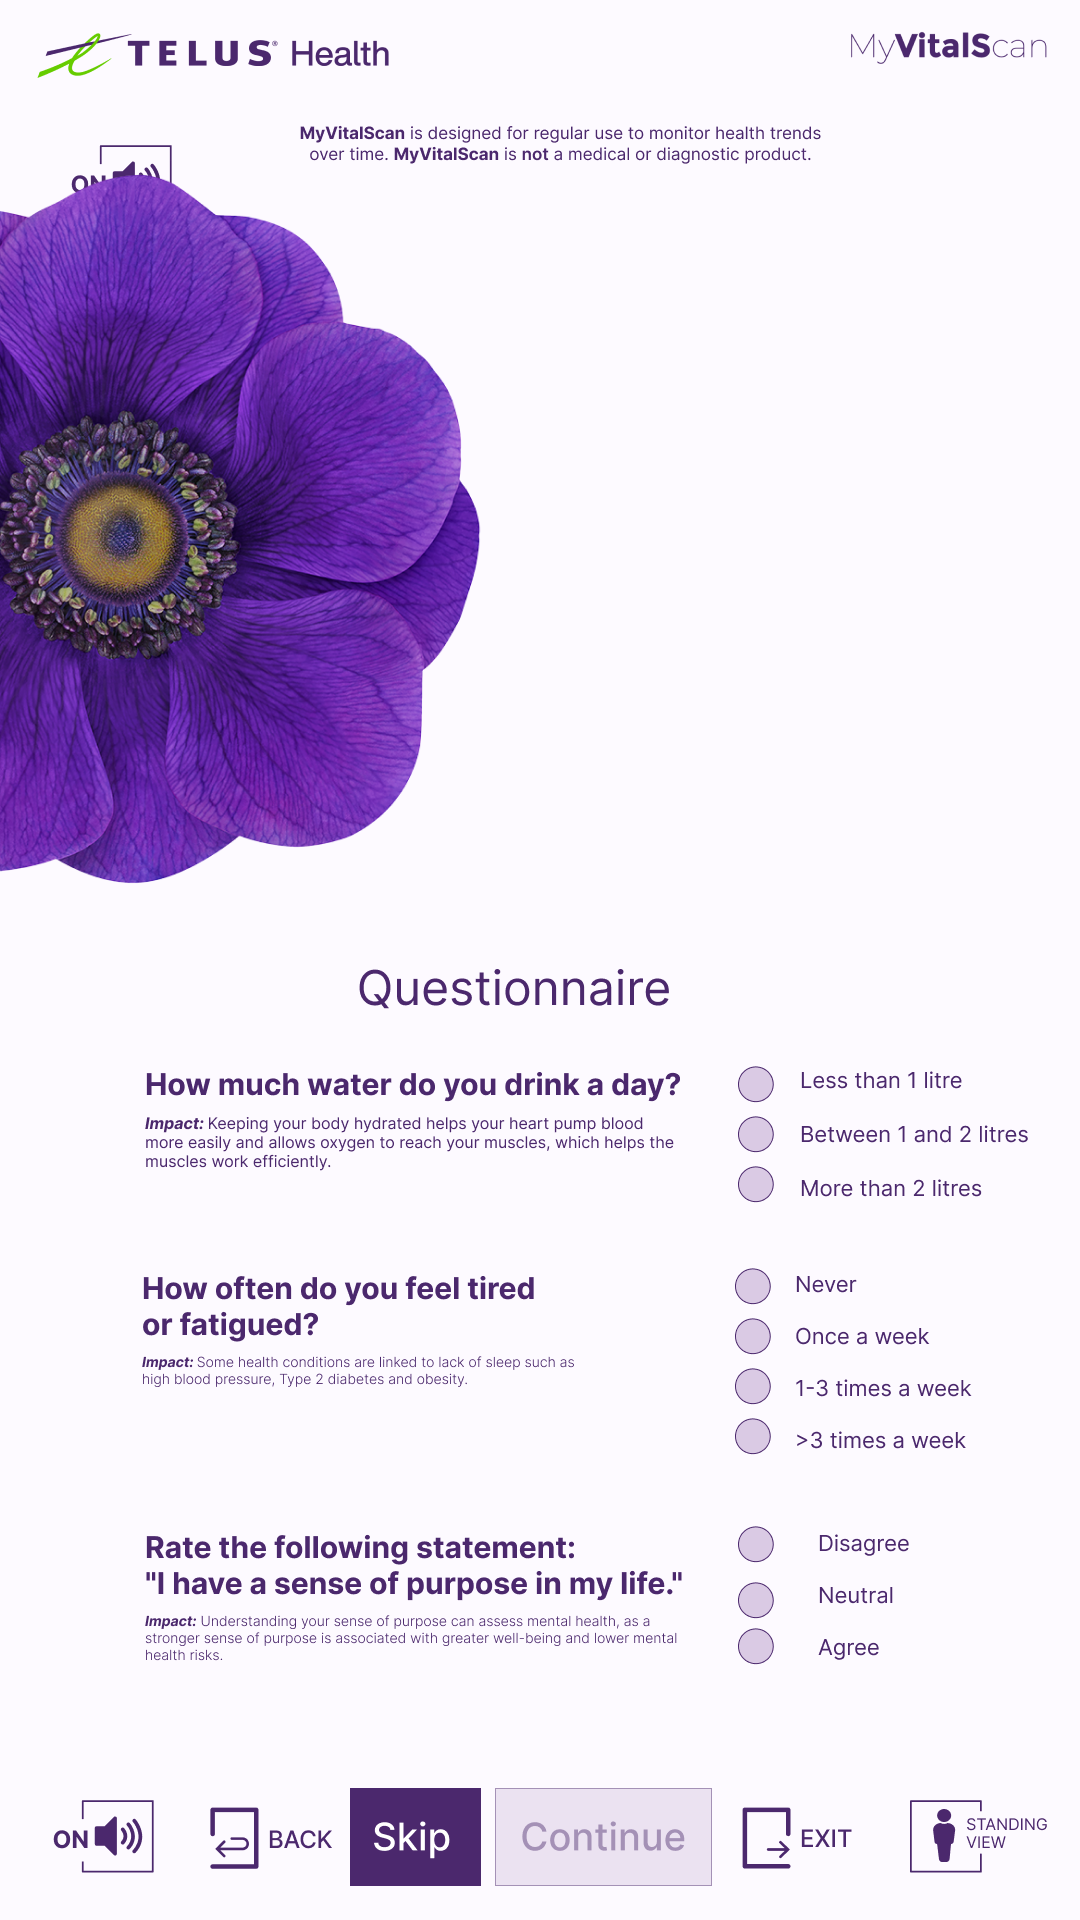 TELUS® Health
MyVitalScan
MyVitalScan is designed for regular use to monitor health trends
over time. MyVitalScan is not a medical or diagnostic product.
ON
Questionnaire
How much water do you drink a day?
Impact: Keeping your body hydrated helps your heart pump blood
more easily and allows oxygen to reach your muscles, which helps the
muscles work efficiently.
Less than 1 litre
Between 1 and 2 litres
More than 2 litres
How often do you feel tired
or fatigued?
Impact: Some health conditions are linked to lack of sleep such as
high blood pressure, Type 2 diabetes and obesity.
Never
Once a week
1-3 times a week
>3 times a week
Rate the following statement:
"I have a sense of purpose in my life."
Impact: Understanding your sense of purpose can assess mental health, as a
stronger sense of purpose is associated with greater well-being and lower mental
health risks.
Disagree
Neutral
Agree
ON
BACK
Skip
Continue
EXIT
STANDING
VIEW